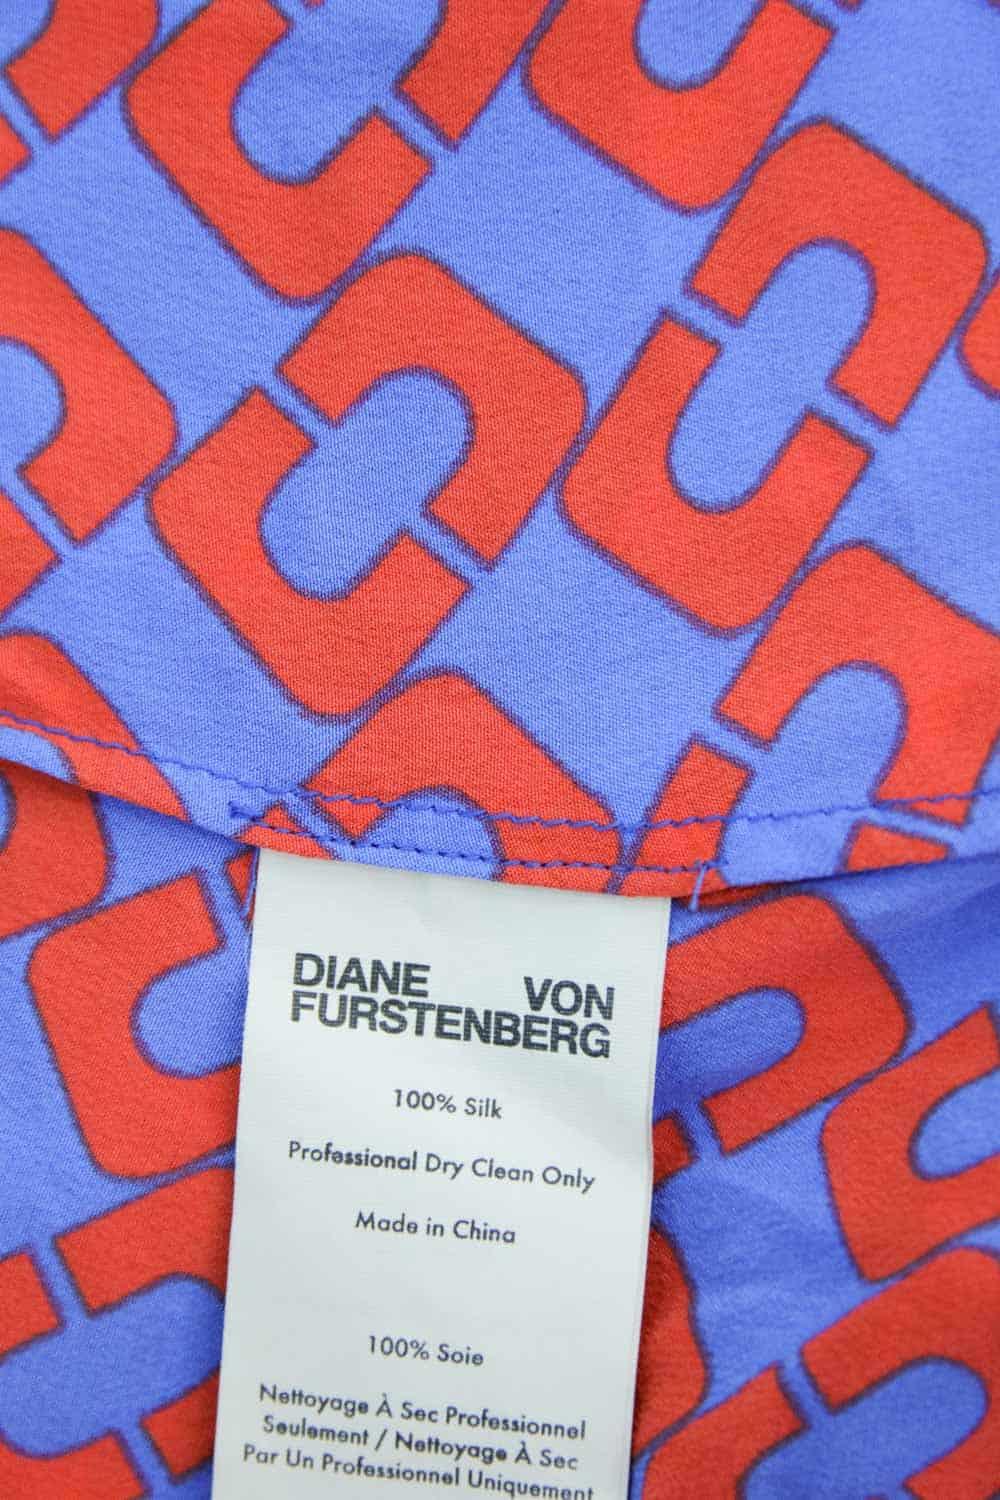 DIANE VON
FURSTENBERG
100% Silk
Professional Dry Clean Only
Made in China
100% Soie
Nettoyage À Sec Professionnel
Seulement / Nettoyage À Sec
Par Un Professionnel Uniquement